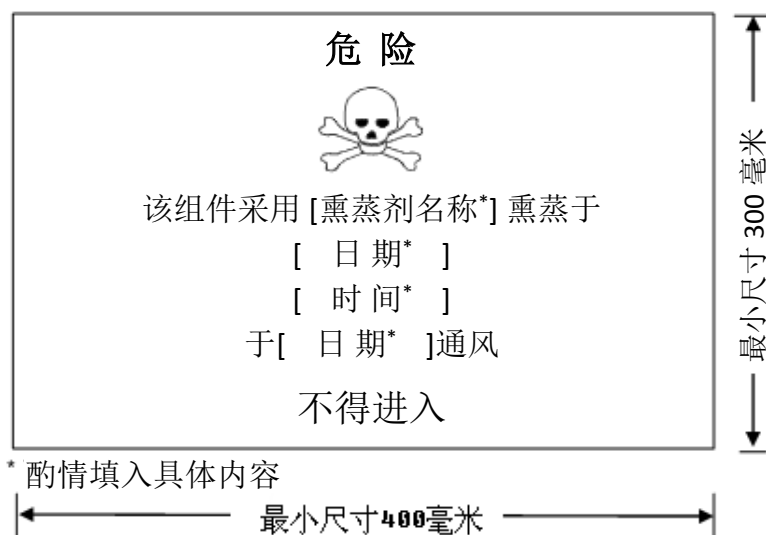 危 险
该组件采用 [熏蒸剂名称*] 熏蒸于
[ 日 期* ]
[ 时 间* ]
于[ 日 期* ]通风
不得进入
* 酌情填入具体内容
最小尺寸400毫米
最小尺寸 300 毫米